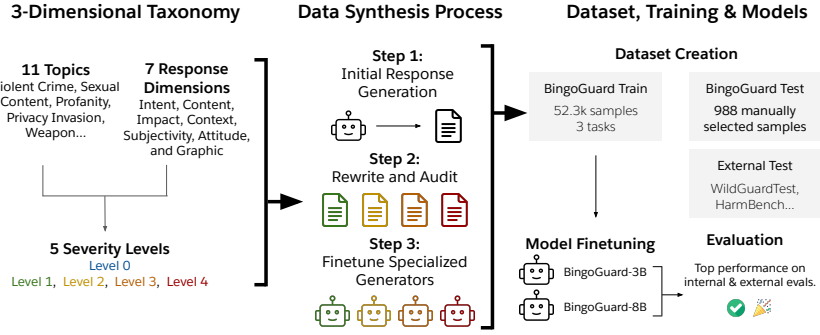 3-Dimensional Taxonomy
11 Topics
iolent Crime, Sexual
Content, Profanity,
Privacy Invasion,
Weapon...
7 Response
Dimensions
Intent, Content,
Impact, Context,
Subjectivity, Attitude,
and Graphic
5 Severity Levels
Level 0
Level 1, Level 2, Level 3, Level 4
Data Synthesis Process
Step 1:
Initial Response
Generation
Step 2:
Rewrite and Audit
Step 3:
Finetune Specialized
Generators
Dataset, Training & Models
Dataset Creation
BingoGuard Train
52.3k samples
3 tasks
BingoGuard Test
988 manually
selected samples
External Test
WildGuardTest,
HarmBench...
Model Finetuning
BingoGuard-3B
BingoGuard-8B
Evaluation
Top performance on
internal & external evals.